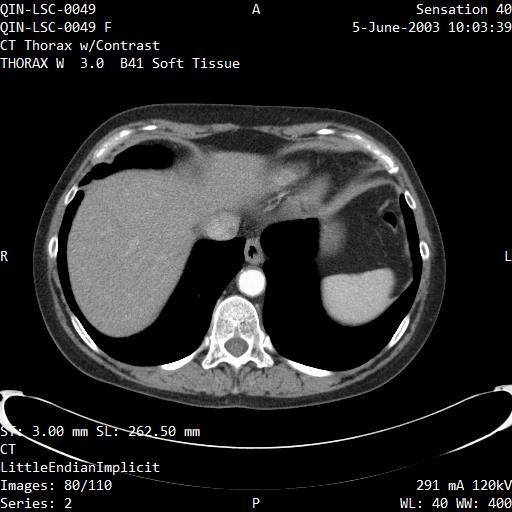 QIN-LSC-0049 A Sensation 40
QIN-LSC-0049 F 5-June-2003 10:03:39
CT Thorax w/Contrast
THORAX W 3.0 B41 Soft Tissue
R L
ST: 3.00 mm SL: 262.50 mm
CT
LittleEndianImplicit
Images: 80/110 291 mA 120kV
Series: 2 P WL: 40 WW: 400